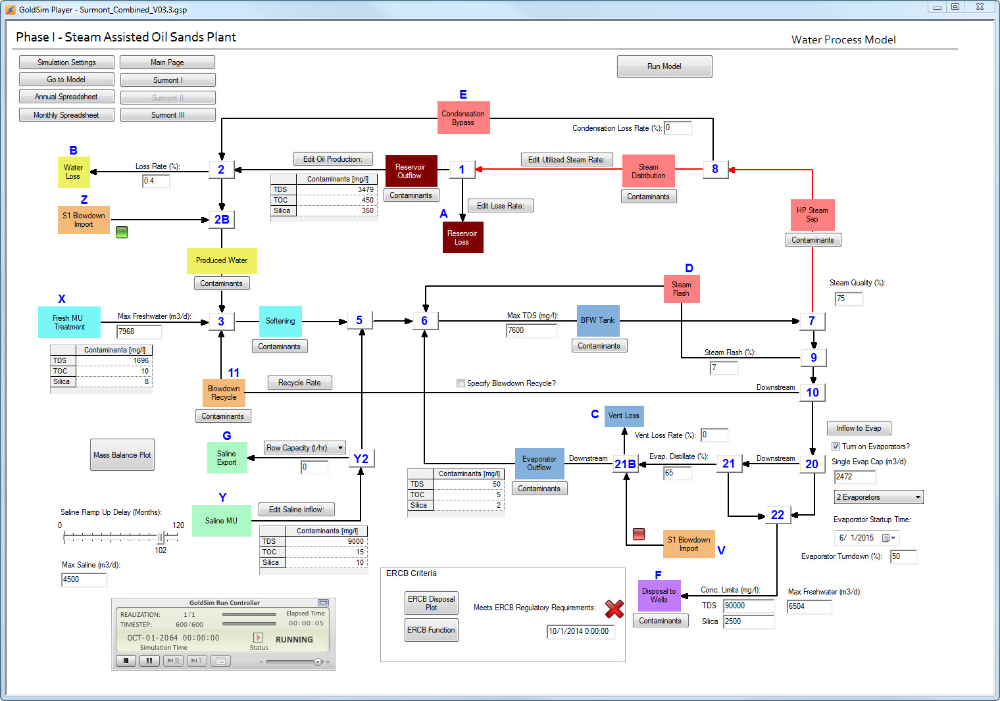 GoldSim Player - Surmont_Combined_V03.3.gsp
Phase I - Steam Assisted Oil Sands Plant
Water Process Model
Simulation Settings
Main Page
Run Model
Go to Model
Surmont I
Annual Spreadsheet
Surmont II
Monthly Spreadsheet
Surmont III
E
Condensation
Bypass
Condensation Loss Rate (%):
0
B
Water
Loss
Loss Rate (%):
0.4
2
Edit Oil Production:
Reservoir
Outflow
Contaminants
1
Edit Utilized Steam Rate:
Steam
Distribution
Contaminants
8
Contaminants [mg/l]
TDS 3479
TOC 450
Silica 350
Z
S1 Blowdown
Import
2B
Edit Loss Rate:
A
Reservoir
Loss
HP Steam
Sep
Contaminants
Produced Water
Contaminants
D
Steam
Flash
Steam Quality (%):
75
X
Fresh MU
Treatment
Max Freshwater (m3/d):
7968
3
Softening
Contaminants
5
6
Max TDS (mg/l):
7600
BFW Tank
Contaminants
7
Contaminants [mg/l]
TDS 1696
TOC 10
Silica 8
Steam Flash (%):
7
9
11
Blowdown
Recycle
Contaminants
Recycle Rate
Specify Blowdown Recycle?
Downstream
10
C
Vent Loss
Vent Loss Rate (%):
0
Inflow to Evap
Turn on Evaporators?
Single Evap Cap (m3/d):
2472
2 Evaporators
Evaporator Startup Time:
6/ 1/2015
Evaporator Turndown (%):
50
Mass Balance Plot
G
Saline
Export
Flow Capacity (t/hr)
0
Y2
Evaporator
Outflow
Contaminants
Downstream
21B
Evap. Distillate (%):
65
21
Downstream
20
Contaminants [mg/l]
TDS 50
TOC 5
Silica 2
22
Y
Saline MU
Edit Saline Inflow:
Contaminants [mg/l]
TDS 9000
TOC 15
Silica 10
Saline Ramp Up Delay (Months):
0
120
102
Max Saline (m3/d):
4500
S1 Blowdown
Import
V
F
Disposal to
Wells
Contaminants
Conc. Limits (mg/l):
TDS
90000
Silica
2500
Max Freshwater (m3/d):
6504
ERCB Criteria
ERCB Disposal
Plot
ERCB Function
Meets ERCB Regulatory Requirements:
10/1/2014 0:00:00
GoldSim Run Controller
REALIZATION: 1/1
Elapsed Time
TIMESTEP: 600/600
00:00:05
OCT-01-2064 00:00:00
Simulation Time
Status
RUNNING
R
T
- +